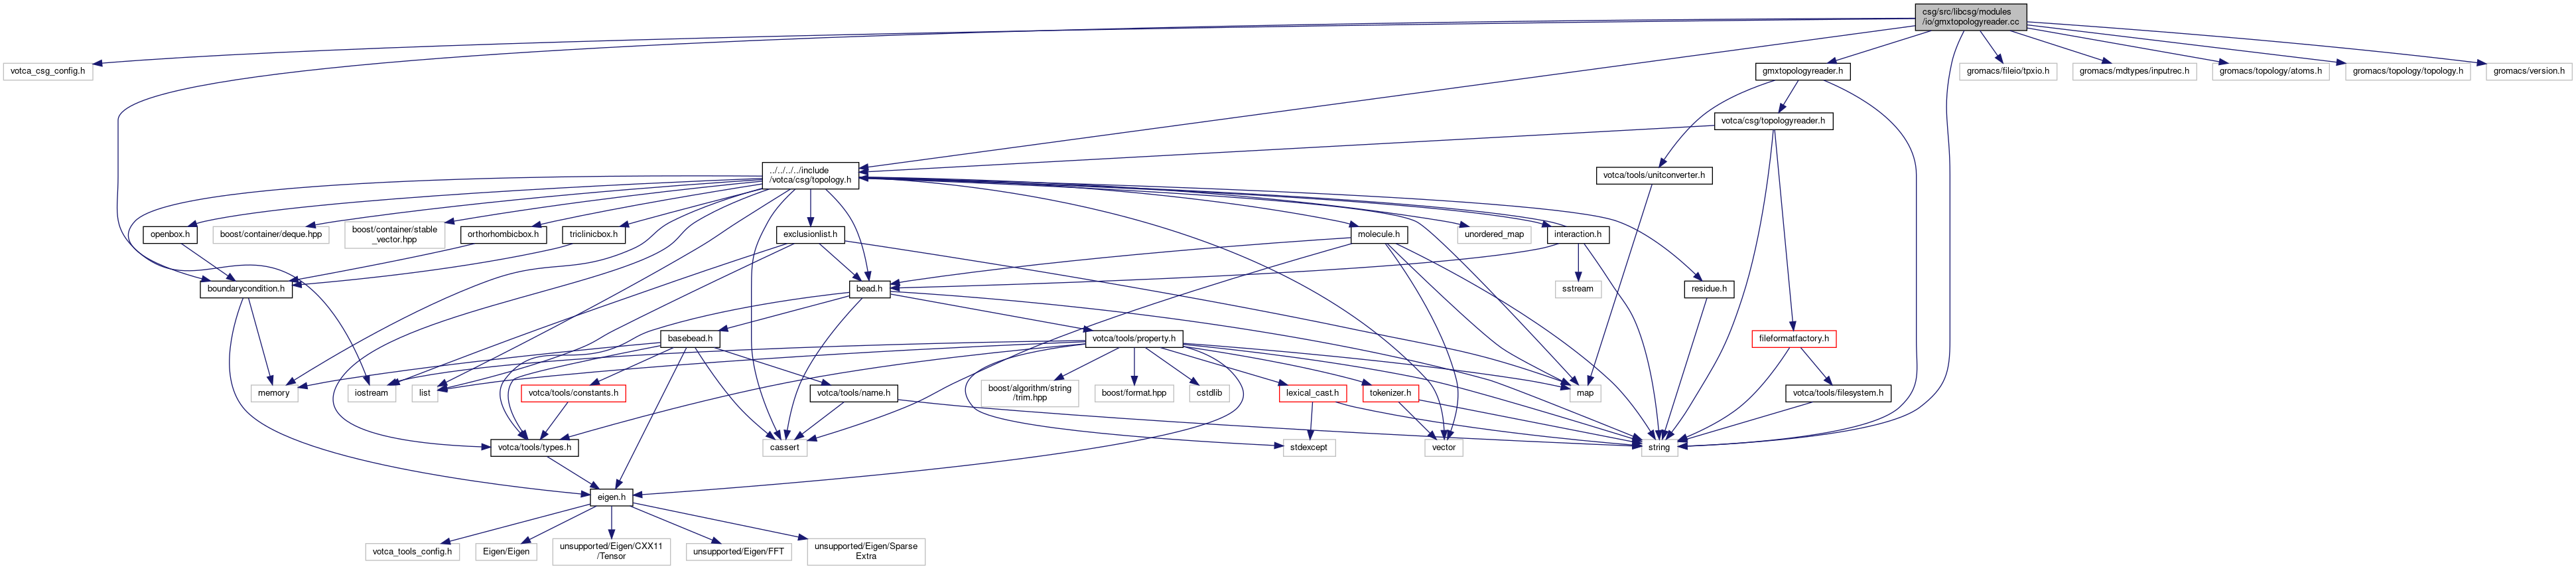 csg/src/libcsg/modules
/io/gmxtopologyreader.cc
votca_csg_config.h
gmxtopologyreader.h
gromacs/fileio/tpxio.h
gromacs/mdtypes/inputrec.h
gromacs/topology/atoms.h
gromacs/topology/topology.h
gromacs/version.h
votca/csg/topologyreader.h
../../../../include
/votca/csg/topology.h
votca/tools/unitconverter.h
openbox.h
boost/container/deque.hpp
boost/container/stable
_vector.hpp
orthorhombicbox.h
triclinicbox.h
exclusionlist.h
molecule.h
unordered_map
interaction.h
boundarycondition.h
bead.h
sstream
residue.h
basebead.h
votca/tools/property.h
fileformatfactory.h
memory
iostream
list
votca/tools/constants.h
votca/tools/name.h
boost/algorithm/string
/trim.hpp
boost/format.hpp
cstdlib
lexical_cast.h
tokenizer.h
map
votca/tools/filesystem.h
votca/tools/types.h
cassert
stdexcept
vector
string
eigen.h
votca_tools_config.h
Eigen/Eigen
unsupported/Eigen/CXX11
/Tensor
unsupported/Eigen/FFT
unsupported/Eigen/Sparse
Extra